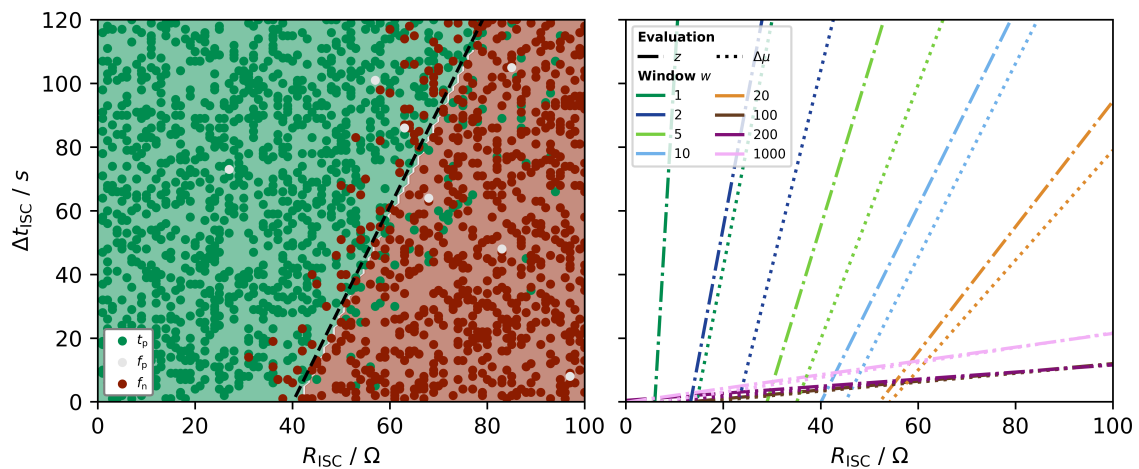 120
100
80
60
40
20
0
Δt_ISC / s
t_p
f_p
f_n
0 20 40 60 80 100
R_ISC / Ω
Evaluation
z Δμ
Window w
1 20
2 100
5 200
10 1000
0 20 40 60 80 100
R_ISC / Ω